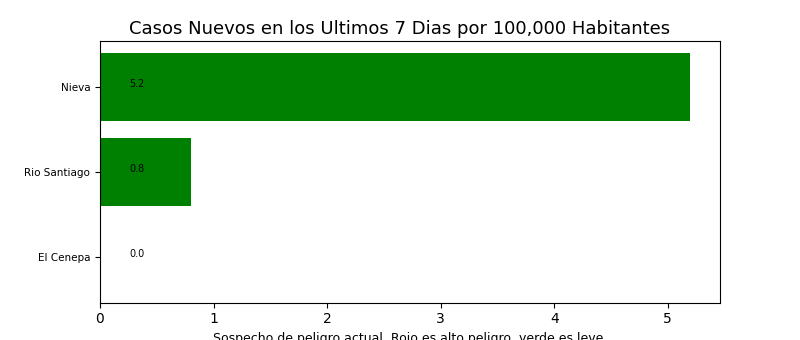 Casos Nuevos en los Ultimos 7 Dias por 100,000 Habitantes
Nieva
5.2
Rio Santiago
0.8
El Cenepa
0.0
0 1 2 3 4 5
Sospecho de peligro actual. Rojo es alto peligro, verde es leve